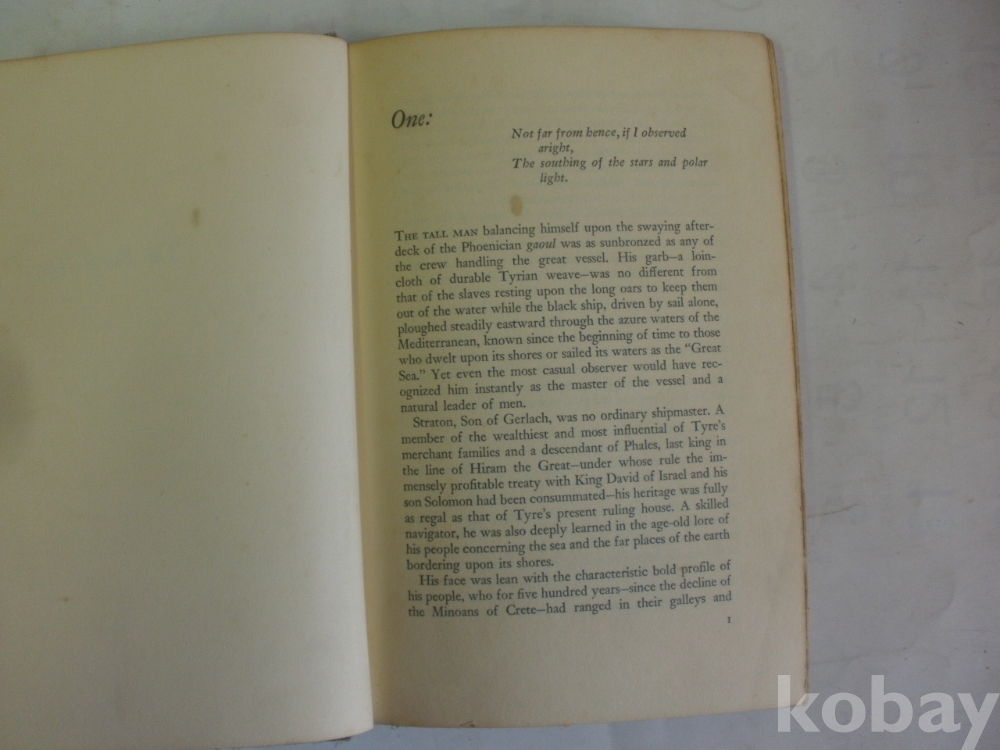 One:
Not far from hence, if I observed
aright,
The southing of the stars and polar
light.
THE TALL MAN balancing himself upon the swaying after-
deck of the Phoenician gaoul was as sunbronzed as any of
the crew handling the great vessel. His garb—a loin-
cloth of durable Tyrian weave—was no different from
that of the slaves resting upon the long oars to keep them
out of the water while the black ship, driven by sail alone,
ploughed steadily eastward through the azure waters of the
Mediterranean, known since the beginning of time to those
who dwelt upon its shores or sailed its waters as the "Great
Sea." Yet even the most casual observer would have rec-
ognized him instantly as the master of the vessel and a
natural leader of men.
Straton, Son of Gerlach, was no ordinary shipmaster. A
member of the wealthiest and most influential of Tyre's
merchant families and a descendant of Phales, last king in
the line of Hiram the Great—under whose rule the im-
mensely profitable treaty with King David of Israel and his
son Solomon had been consummated—his heritage was fully
as regal as that of Tyre's present ruling house. A skilled
navigator, he was also deeply learned in the age-old lore of
his people concerning the sea and the far places of the earth
bordering upon its shores.
His face was lean with the characteristic bold profile of
his people, who for five hundred years—since the decline of
the Minoans of Crete—had ranged in their galleys and
1
kobay